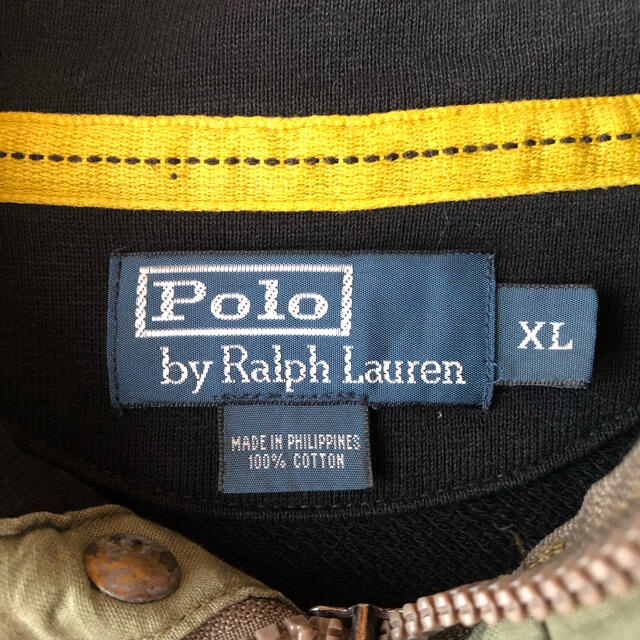 Polo
by Ralph Lauren
XL
MADE IN PHILIPPINES
100% COTTON